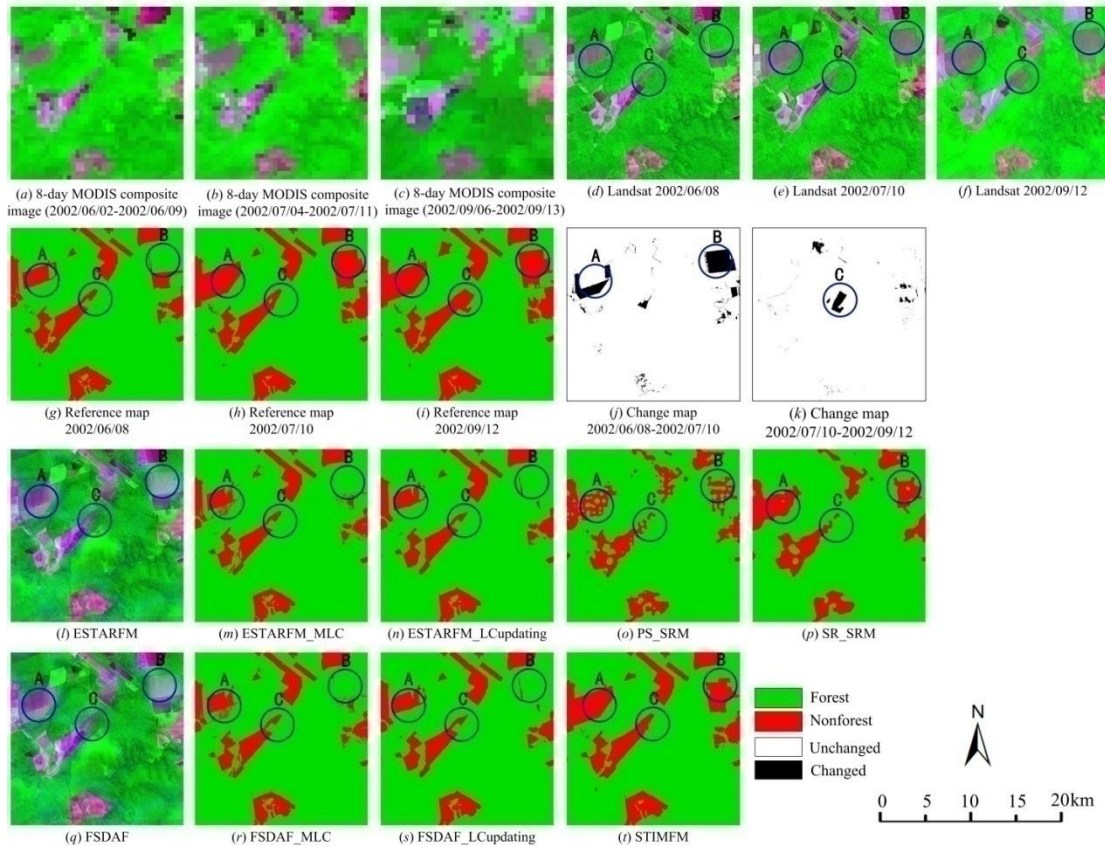 A B C
A B C
A B C
(a) 8-day MODIS composite
image (2002/06/02-2002/06/09)
(b) 8-day MODIS composite
image (2002/07/04-2002/07/11)
(c) 8-day MODIS composite
image (2002/09/06-2002/09/13)
(d) Landsat 2002/06/08
(e) Landsat 2002/07/10
(f) Landsat 2002/09/12
A B C
A B C
A B C
A B
C
(g) Reference map
2002/06/08
(h) Reference map
2002/07/10
(i) Reference map
2002/09/12
(j) Change map
2002/06/08-2002/07/10
(k) Change map
2002/07/10-2002/09/12
A B C
A B C
A B C
A B C
A B C
(l) ESTARFM
(m) ESTARFM_MLC
(n) ESTARFM_LCupdating
(o) PS_SRM
(p) SR_SRM
A B C
A B C
A B C
A B C
(q) FSDAF
(r) FSDAF_MLC
(s) FSDAF_LCupdating
(t) STIMFM
Forest
Nonforest
Unchanged
Changed
N
0 5 10 20km